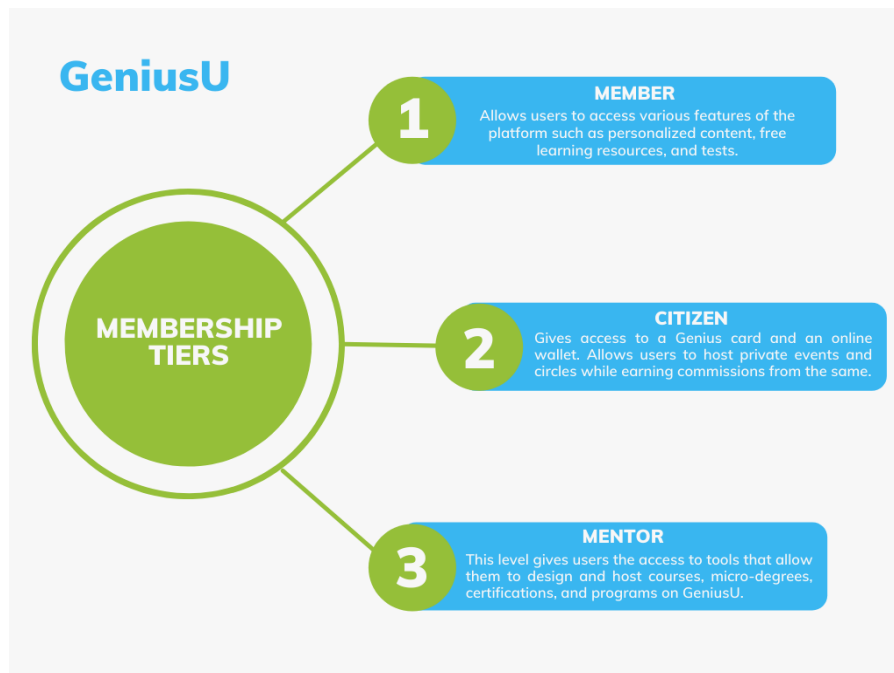 GeniusU
1
MEMBER
Allows users to access various features of the
platform such as personalized content, free
learning resources, and tests.
MEMBERSHIP
TIERS
2
CITIZEN
Gives access to a Genius card and an online
wallet. Allows users to host private events and
circles while earning commissions from the same.
3
MENTOR
This level gives users the access to tools that allow
them to design and host courses, micro-degrees,
certifications, and programs on GeniusU.